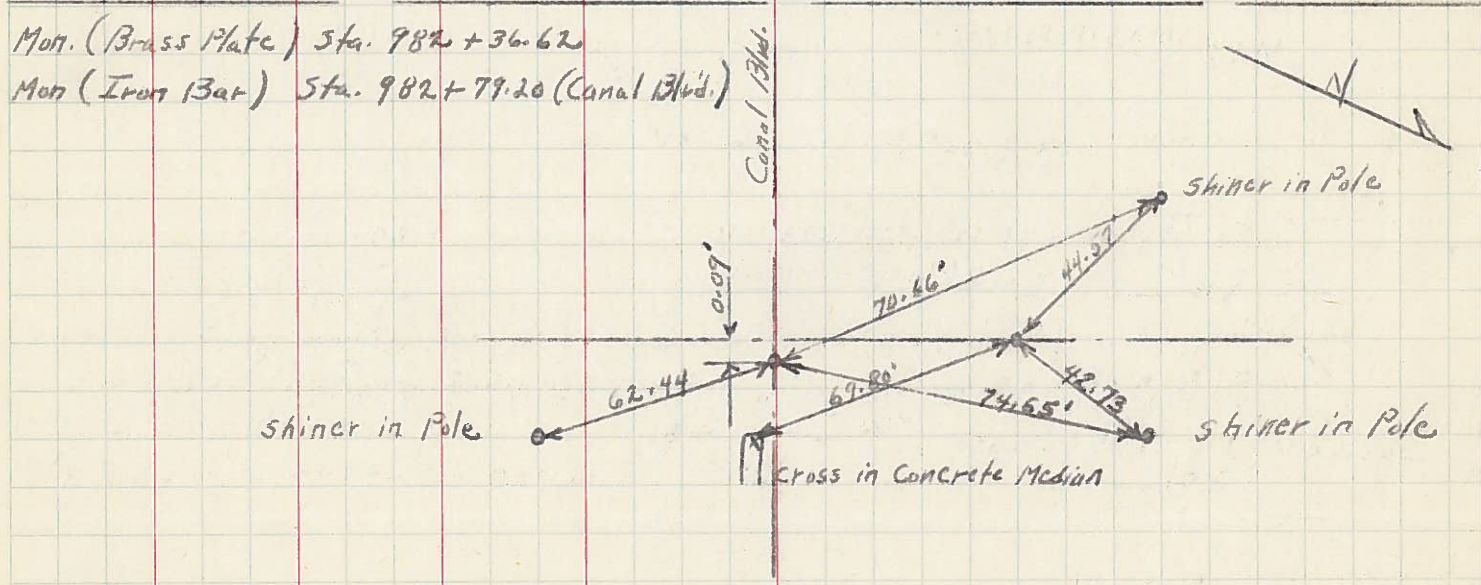 Mon. (Brass Plate) Sta. 982+36.62
Mon (Iron Bar) Sta. 982+79.20 (Canal Blvd.)
Canal Blvd.
N
shiner in Pole
44.57'
0.09'
70.66'
62.44
69.80'
42.73
74.55'
shiner in Pole
shiner in Pole
cross in Concrete Median